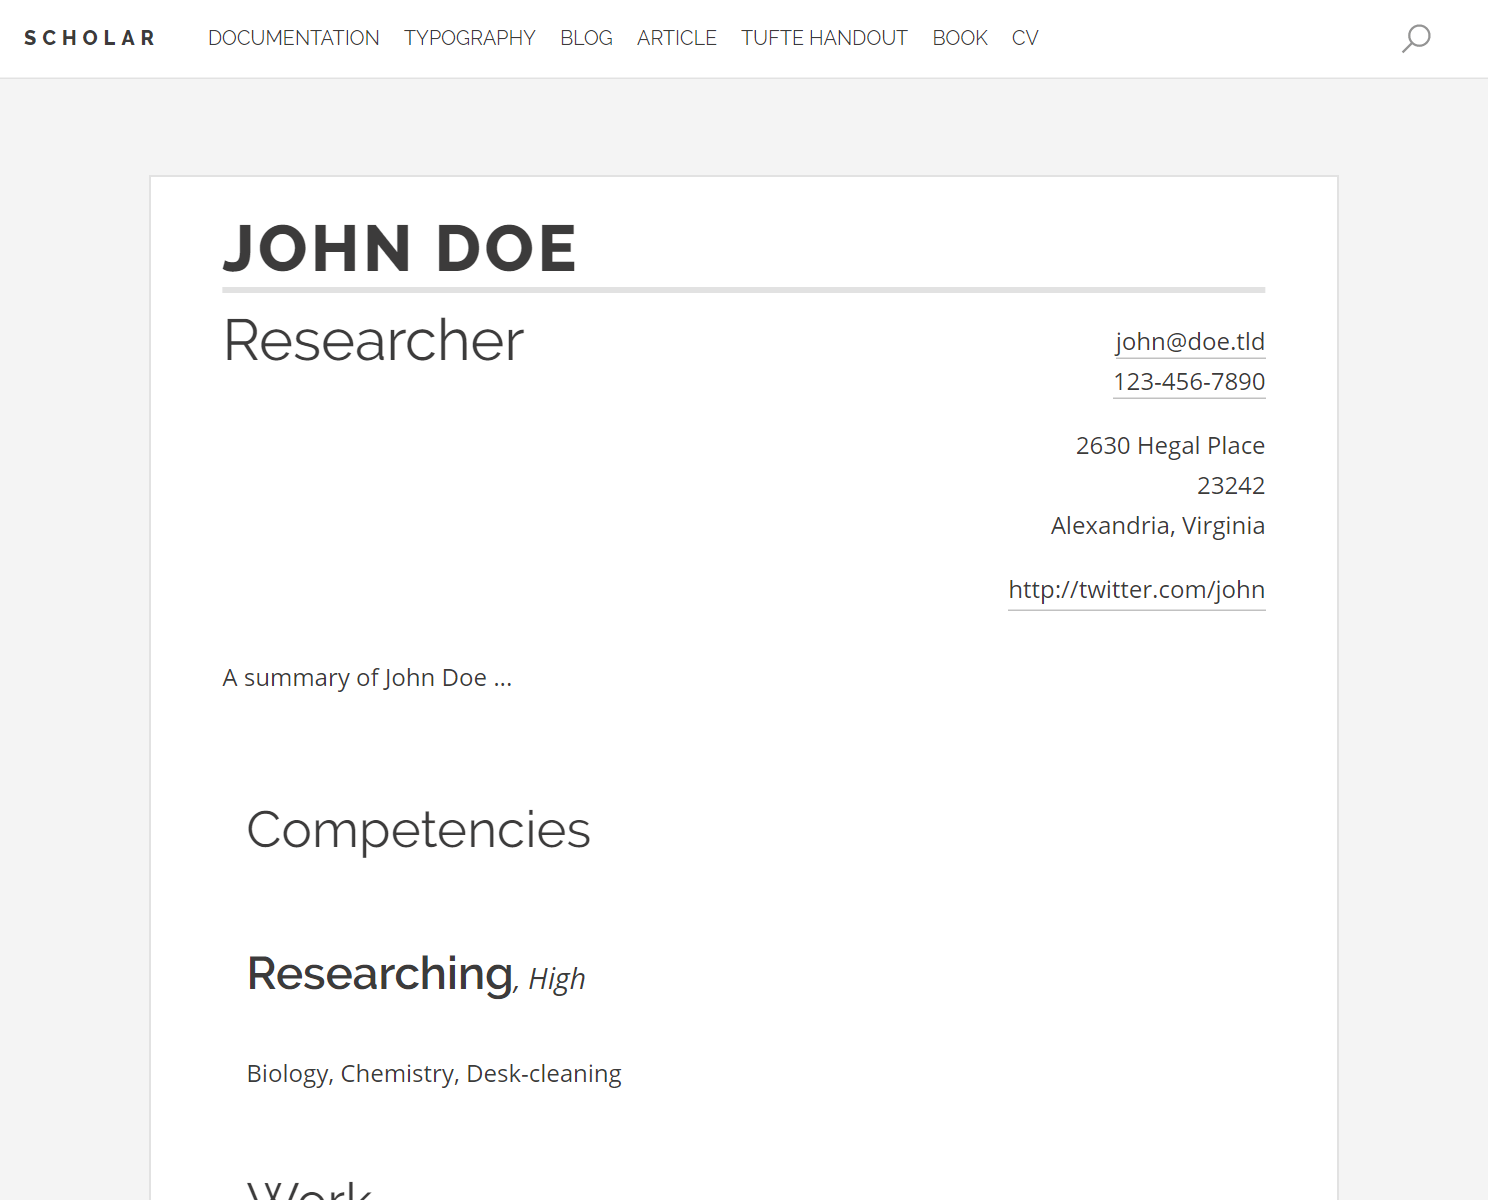 SCHOLAR DOCUMENTATION TYPOGRAPHY BLOG ARTICLE TUFTE HANDOUT BOOK CV
JOHN DOE
Researcher
john@doe.tld
123-456-7890
2630 Hegal Place
23242
Alexandria, Virginia
http://twitter.com/john
A summary of John Doe ...
Competencies
Researching, High
Biology, Chemistry, Desk-cleaning
Work